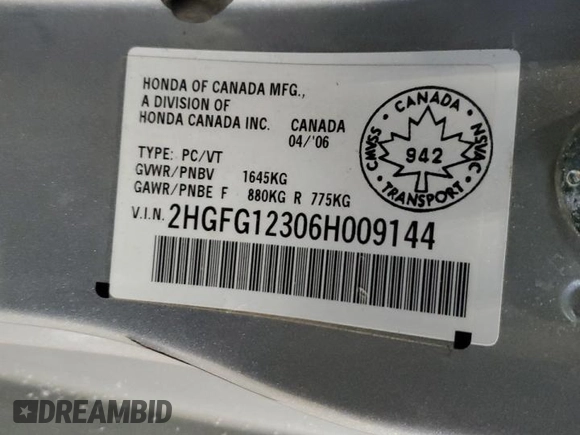 HONDA OF CANADA MFG.,
A DIVISION OF
HONDA CANADA INC. CANADA
04/'06
TYPE: PC/VT
GVWR/PNBV 1645KG
GAWR/PNBE F 880KG R 775KG
V.I.N. 2HGFG12306H009144
CANADA
CMVSS
942
NSVAC
TRANSPORT
DREAMBID